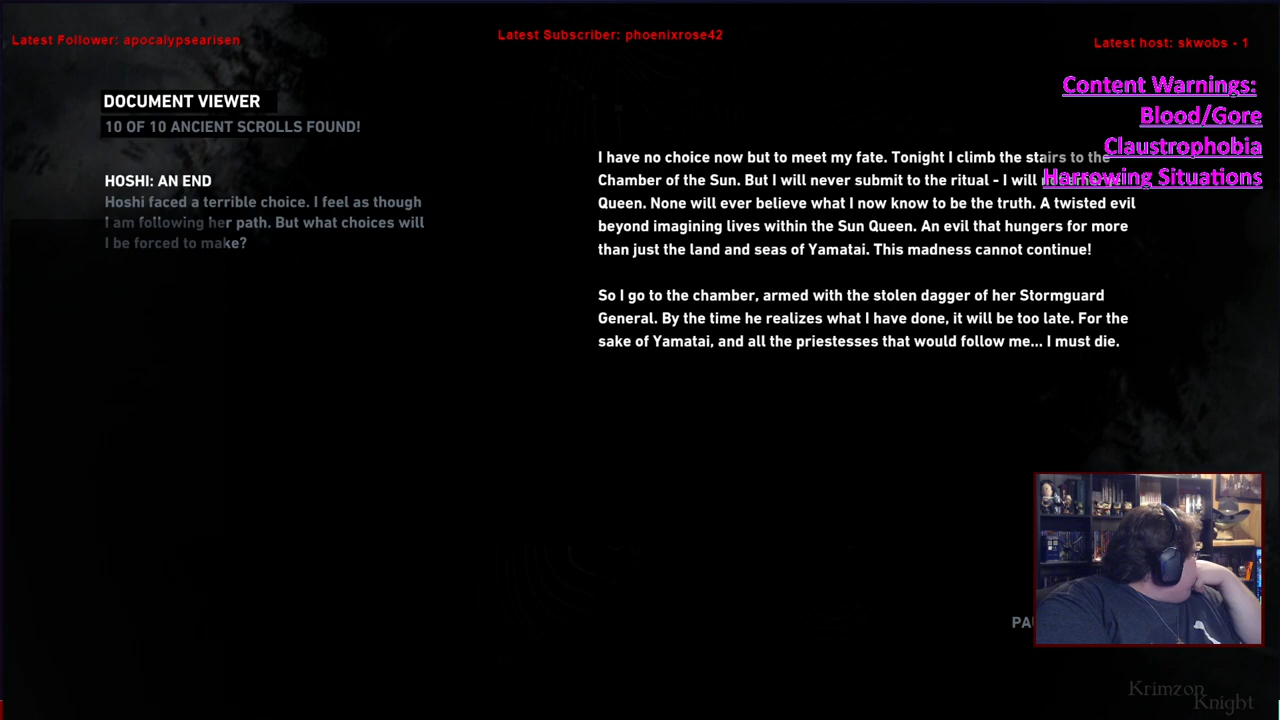 Latest Follower: apocalypsearisen
Latest Subscriber: phoenixrose42
Latest host: skwobs - 1
Content Warnings:
Blood/Gore
Claustrophobia
Harrowing Situations
DOCUMENT VIEWER
10 OF 10 ANCIENT SCROLLS FOUND!
HOSHI: AN END
Hoshi faced a terrible choice. I feel as though
I am following her path. But what choices will
I be forced to make?
I have no choice now but to meet my fate. Tonight I climb the stairs to the
Chamber of the Sun. But I will never submit to the ritual - I will
Queen. None will ever believe what I now know to be the truth. A twisted evil
beyond imagining lives within the Sun Queen. An evil that hungers for more
than just the land and seas of Yamatai. This madness cannot continue!
So I go to the chamber, armed with the stolen dagger of her Stormguard
General. By the time he realizes what I have done, it will be too late. For the
sake of Yamatai, and all the priestesses that would follow me... I must die.
Krimzon
Knight